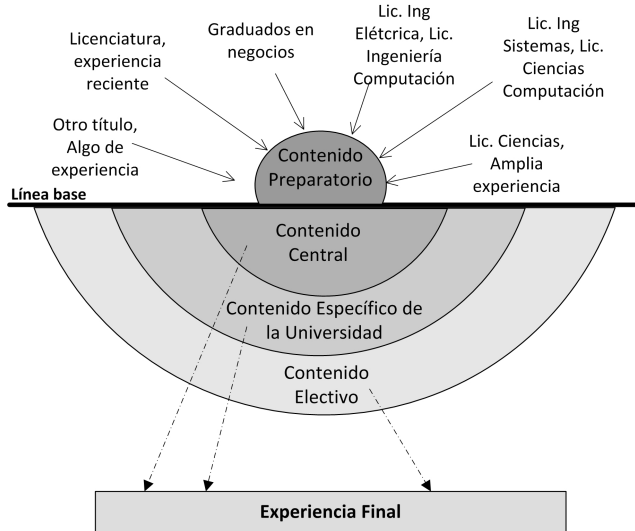 Graduados en
negocios
Licenciatura,
experiencia
reciente
Lic. Ing
Elétcrica, Lic.
Ingeniería
Computación
Lic. Ing
Sistemas, Lic.
Ciencias
Computación
Otro título,
Algo de
experiencia
Contenido
Preparatorio
Lic. Ciencias,
Amplia
experiencia
Línea base
Contenido
Central
Contenido Específico de
la Universidad
Contenido
Electivo
Experiencia Final